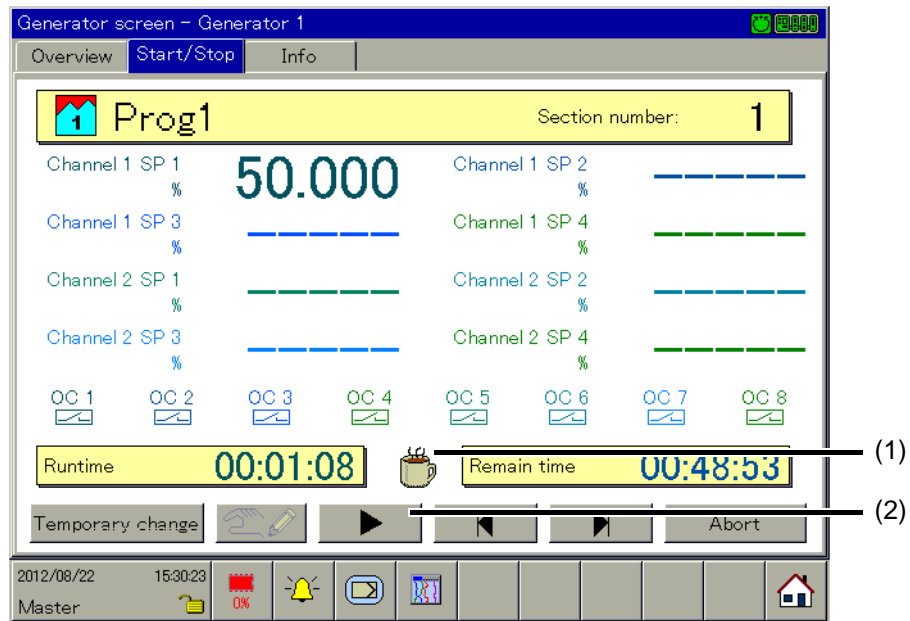 Generator screen - Generator 1
Overview Start/Stop Info
1 Prog1 Section number: 1
Channel 1 SP 1 % 50.000 Channel 1 SP 2 % -----
Channel 1 SP 3 % ----- Channel 1 SP 4 % -----
Channel 2 SP 1 % ----- Channel 2 SP 2 % -----
Channel 2 SP 3 % ----- Channel 2 SP 4 % -----
OC 1 OC 2 OC 3 OC 4 OC 5 OC 6 OC 7 OC 8
Runtime 00:01:08 Remain time 00:48:53 (1)
Temporary change Abort (2)
2012/08/22 15:30:23
Master 0%